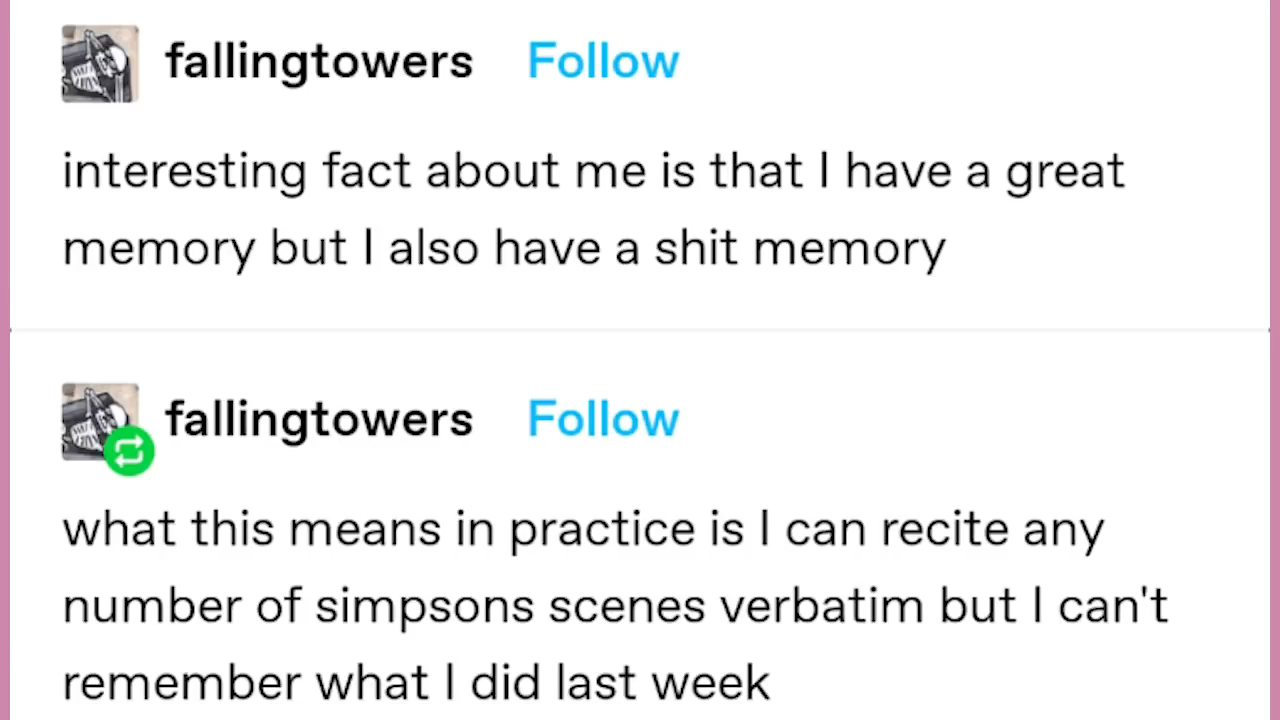 fallingtowers Follow
interesting fact about me is that I have a great
memory but I also have a shit memory
fallingtowers Follow
what this means in practice is I can recite any
number of simpsons scenes verbatim but I can't
remember what I did last week